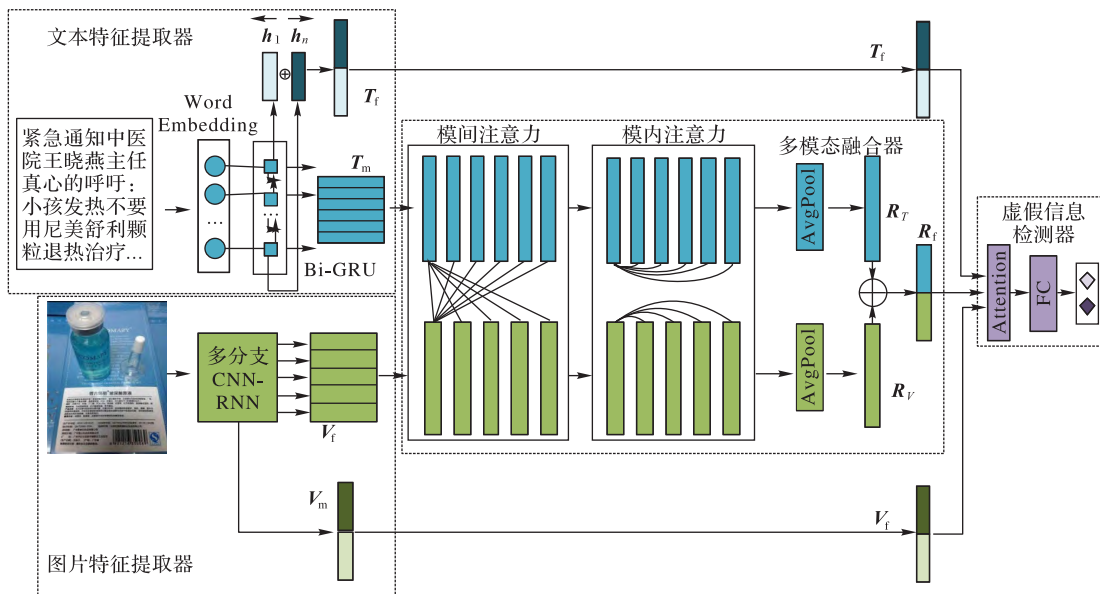 文本特征提取器
h1 hn
⊕
Tf
Tf
Word
Embedding
紧急通知中医
院王晓燕主任
真心的呼吁：
小孩发热不要
用尼美舒利颗
粒退热治疗…
…
…
Bi-GRU
Tm
模间注意力
模内注意力
多模态融合器
AvgPool
RT
Rf
AvgPool
RV
虚假信息
检测器
Attention
FC
多分支
CNN-
RNN
Vf
Vm
Vf
图片特征提取器